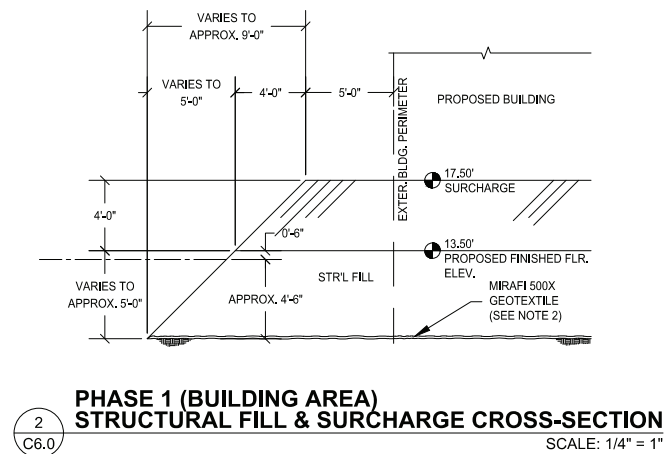 VARIES TO
APPROX. 9'-0"
VARIES TO
5'-0"
4'-0"
5'-0"
EXTER. BLDG. PERIMETER
PROPOSED BUILDING
17.50'
SURCHARGE
4'-0"
0'-6"
13.50'
PROPOSED FINISHED FLR.
ELEV.
VARIES TO
APPROX. 5'-0"
APPROX. 4'-6"
STR'L FILL
MIRAFI 500X
GEOTEXTILE
(SEE NOTE 2)
2
C6.0
PHASE 1 (BUILDING AREA)
STRUCTURAL FILL & SURCHARGE CROSS-SECTION
SCALE: 1/4" = 1"